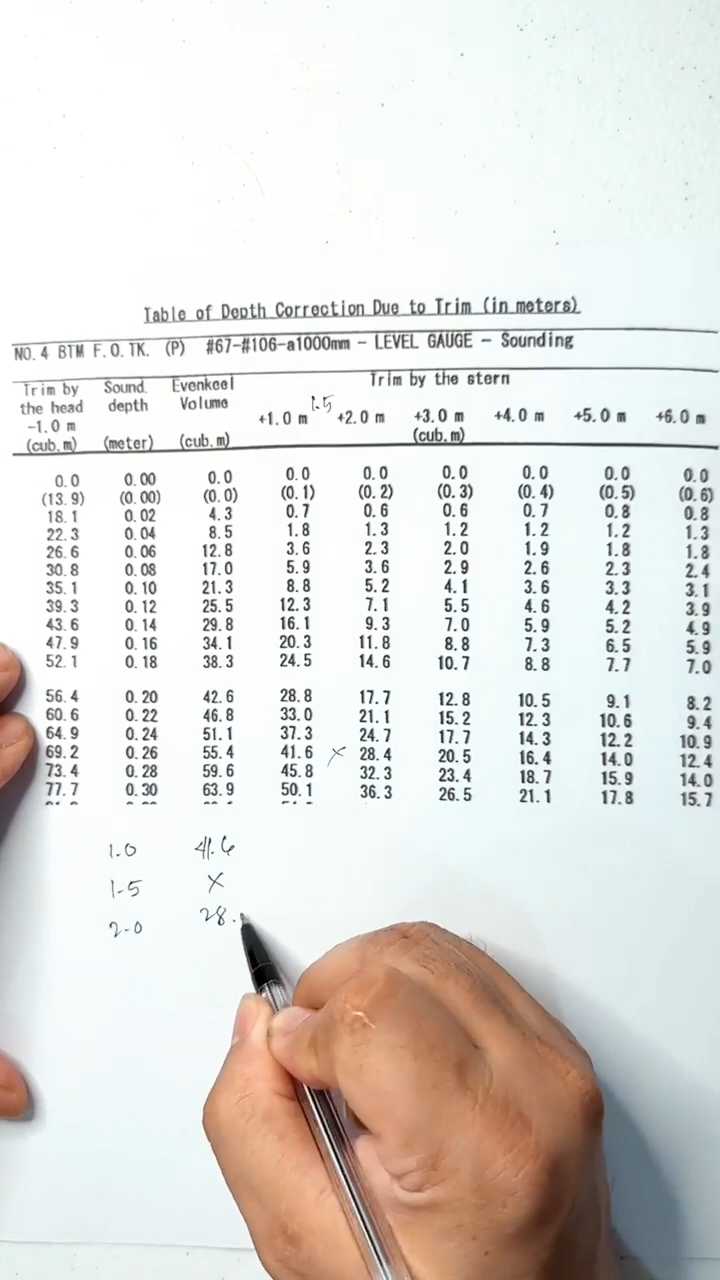 Table of Depth Correction Due to Trim (in meters)
NO. 4 BTM F. O. TK. (P) #67-#106-a1000mm - LEVEL GAUGE - Sounding
Trim by the head -1.0 m (cub. m) Sound. depth (meter) Evenkeel Volume (cub. m) Trim by the stern
+1.0 m 1.5 +2.0 m +3.0 m (cub. m) +4.0 m +5.0 m +6.0 m
0.0 0.00 0.0 0.0 0.0 0.0 0.0 0.0 0.0
(13.9) (0.00) (0.0) (0.1) (0.2) (0.3) (0.4) (0.5) (0.6)
18.1 0.02 4.3 0.7 0.6 0.6 0.7 0.8 0.8
22.3 0.04 8.5 1.8 1.3 1.2 1.2 1.2 1.3
26.6 0.06 12.8 3.6 2.3 2.0 1.9 1.8 1.8
30.8 0.08 17.0 5.9 3.6 2.9 2.6 2.3 2.4
35.1 0.10 21.3 8.8 5.2 4.1 3.6 3.3 3.1
39.3 0.12 25.5 12.3 7.1 5.5 4.6 4.2 3.9
43.6 0.14 29.8 16.1 9.3 7.0 5.9 5.2 4.9
47.9 0.16 34.1 20.3 11.8 8.8 7.3 6.5 5.9
52.1 0.18 38.3 24.5 14.6 10.7 8.8 7.7 7.0
56.4 0.20 42.6 28.8 17.7 12.8 10.5 9.1 8.2
60.6 0.22 46.8 33.0 21.1 15.2 12.3 10.6 9.4
64.9 0.24 51.1 37.3 24.7 17.7 14.3 12.2 10.9
69.2 0.26 55.4 41.6 x 28.4 20.5 16.4 14.0 12.4
73.4 0.28 59.6 45.8 32.3 23.4 18.7 15.9 14.0
77.7 0.30 63.9 50.1 36.3 26.5 21.1 17.8 15.7
1.0 41.6
1.5 x
2.0 28.